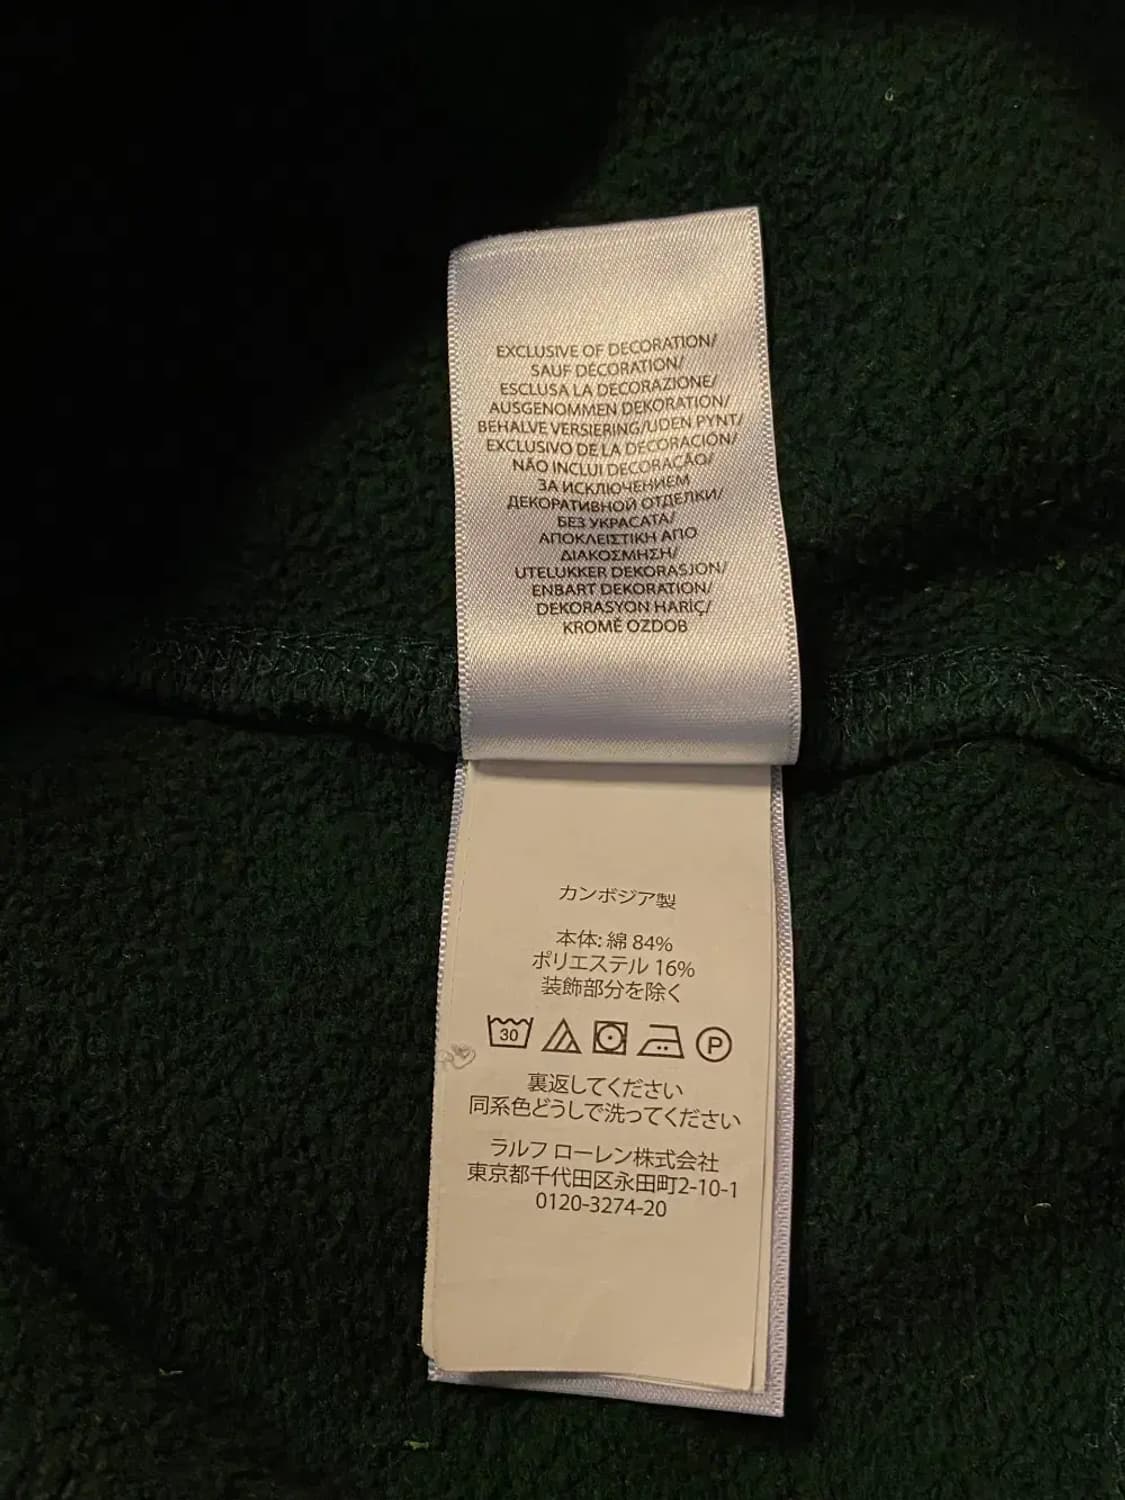 EXCLUSIVE OF DECORATION/
SAUF DÉCORATION/
ESCLUSA LA DECORAZIONE/
AUSGENOMMEN DEKORATION/
BEHALVE VERSIERING/UDEN PYNT/
EXCLUSIVO DE LA DECORACIÓN/
NÃO INCLUI DECORAÇÃO/
ЗА ИСКЛЮЧЕНИЕМ
ДЕКОРАТИВНОЙ ОТДЕЛКИ/
БЕЗ УКРАСАТА/
ΑΠΟΚΛΕΙΣΤΙΚΗ ΑΠΟ
ΔΙΑΚΟΣΜΗΣΗ/
UTELUKKER DEKORASJON/
ENBART DEKORATION/
DEKORASYON HARİÇ/
KROMĚ OZDOB
カンボジア製
本体: 綿 84%
ポリエステル 16%
装飾部分を除く
30 P
裏返してください
同系色どうしで洗ってください
ラルフ ローレン株式会社
東京都千代田区永田町2-10-1
0120-3274-20